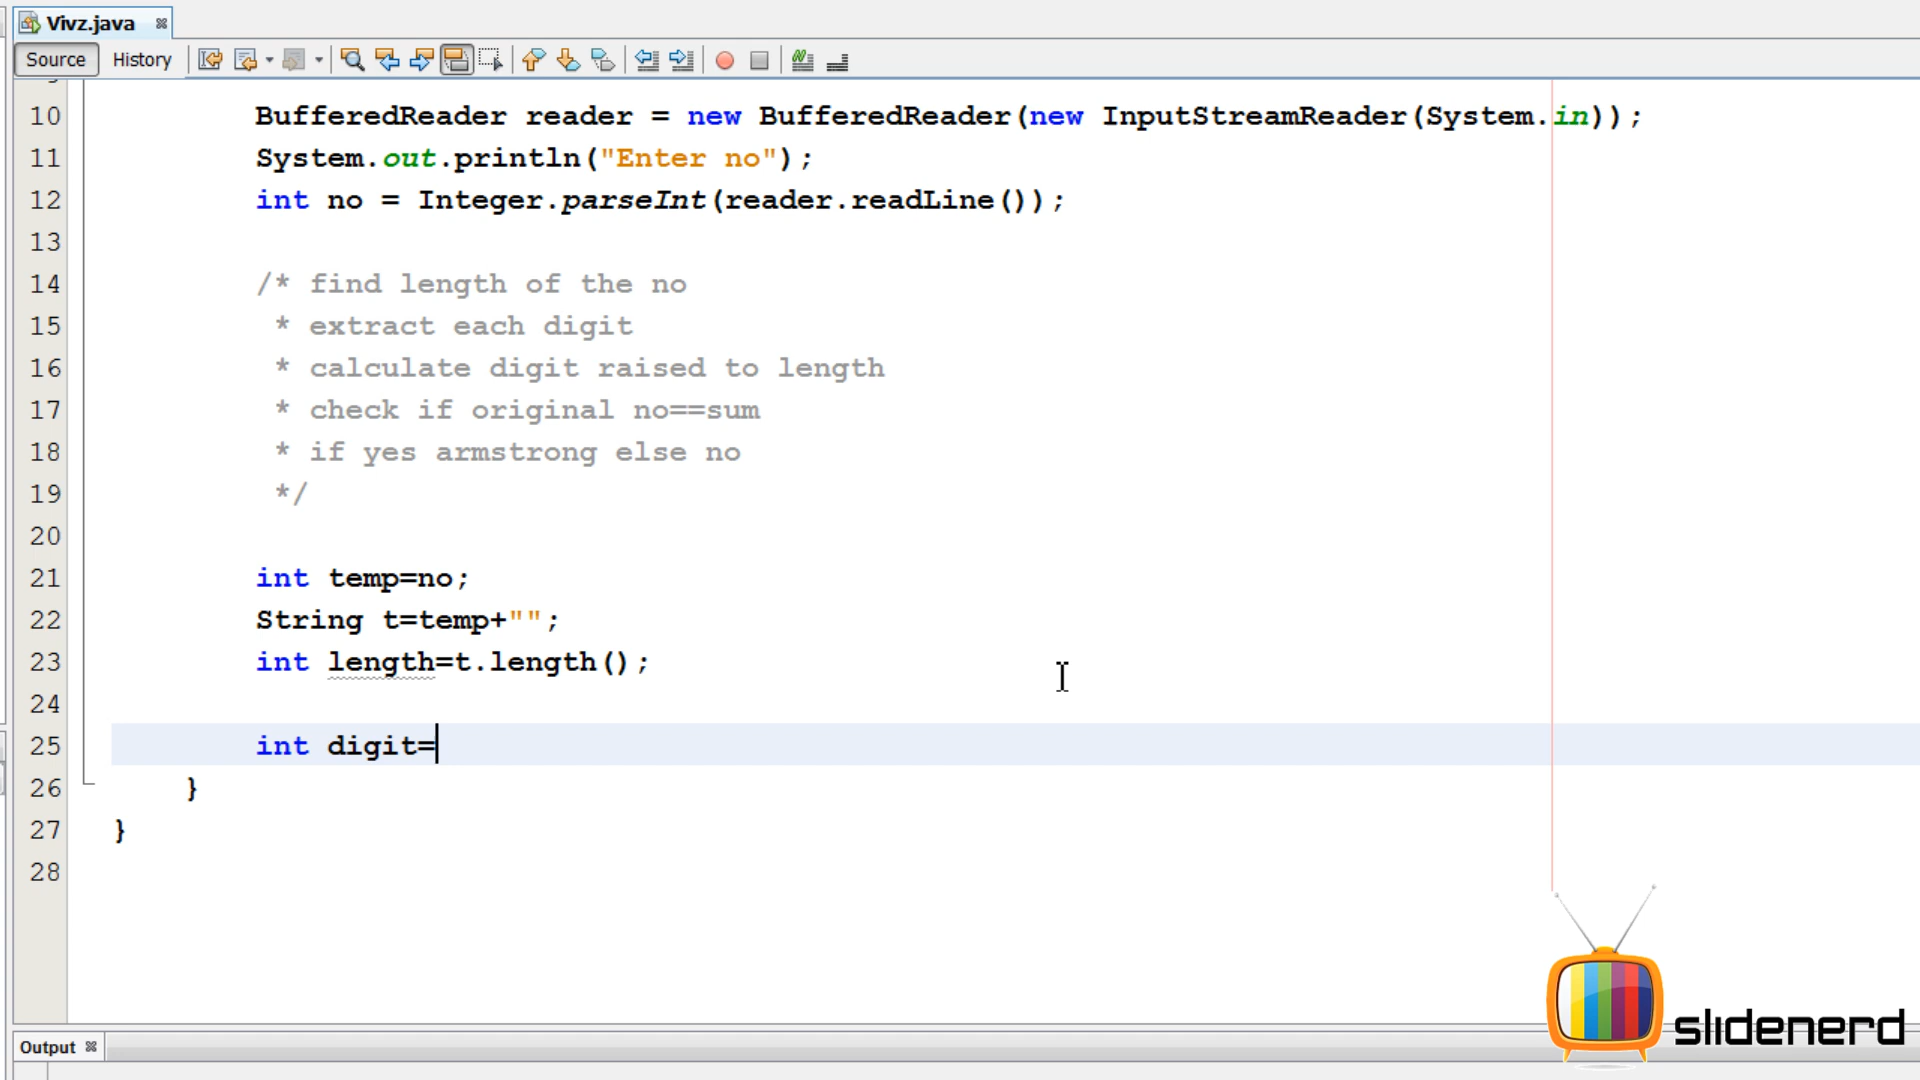 Vivz.java
Source History
10 BufferedReader reader = new BufferedReader(new InputStreamReader(System.in));
11 System.out.println("Enter no");
12 int no = Integer.parseInt(reader.readLine());
13
14 /* find length of the no
15 * extract each digit
16 * calculate digit raised to length
17 * check if original no==sum
18 * if yes armstrong else no
19 */
20
21 int temp=no;
22 String t=temp+"";
23 int length=t.length();
24
25 int digit=
26 }
27 }
28
slidenerd
Output